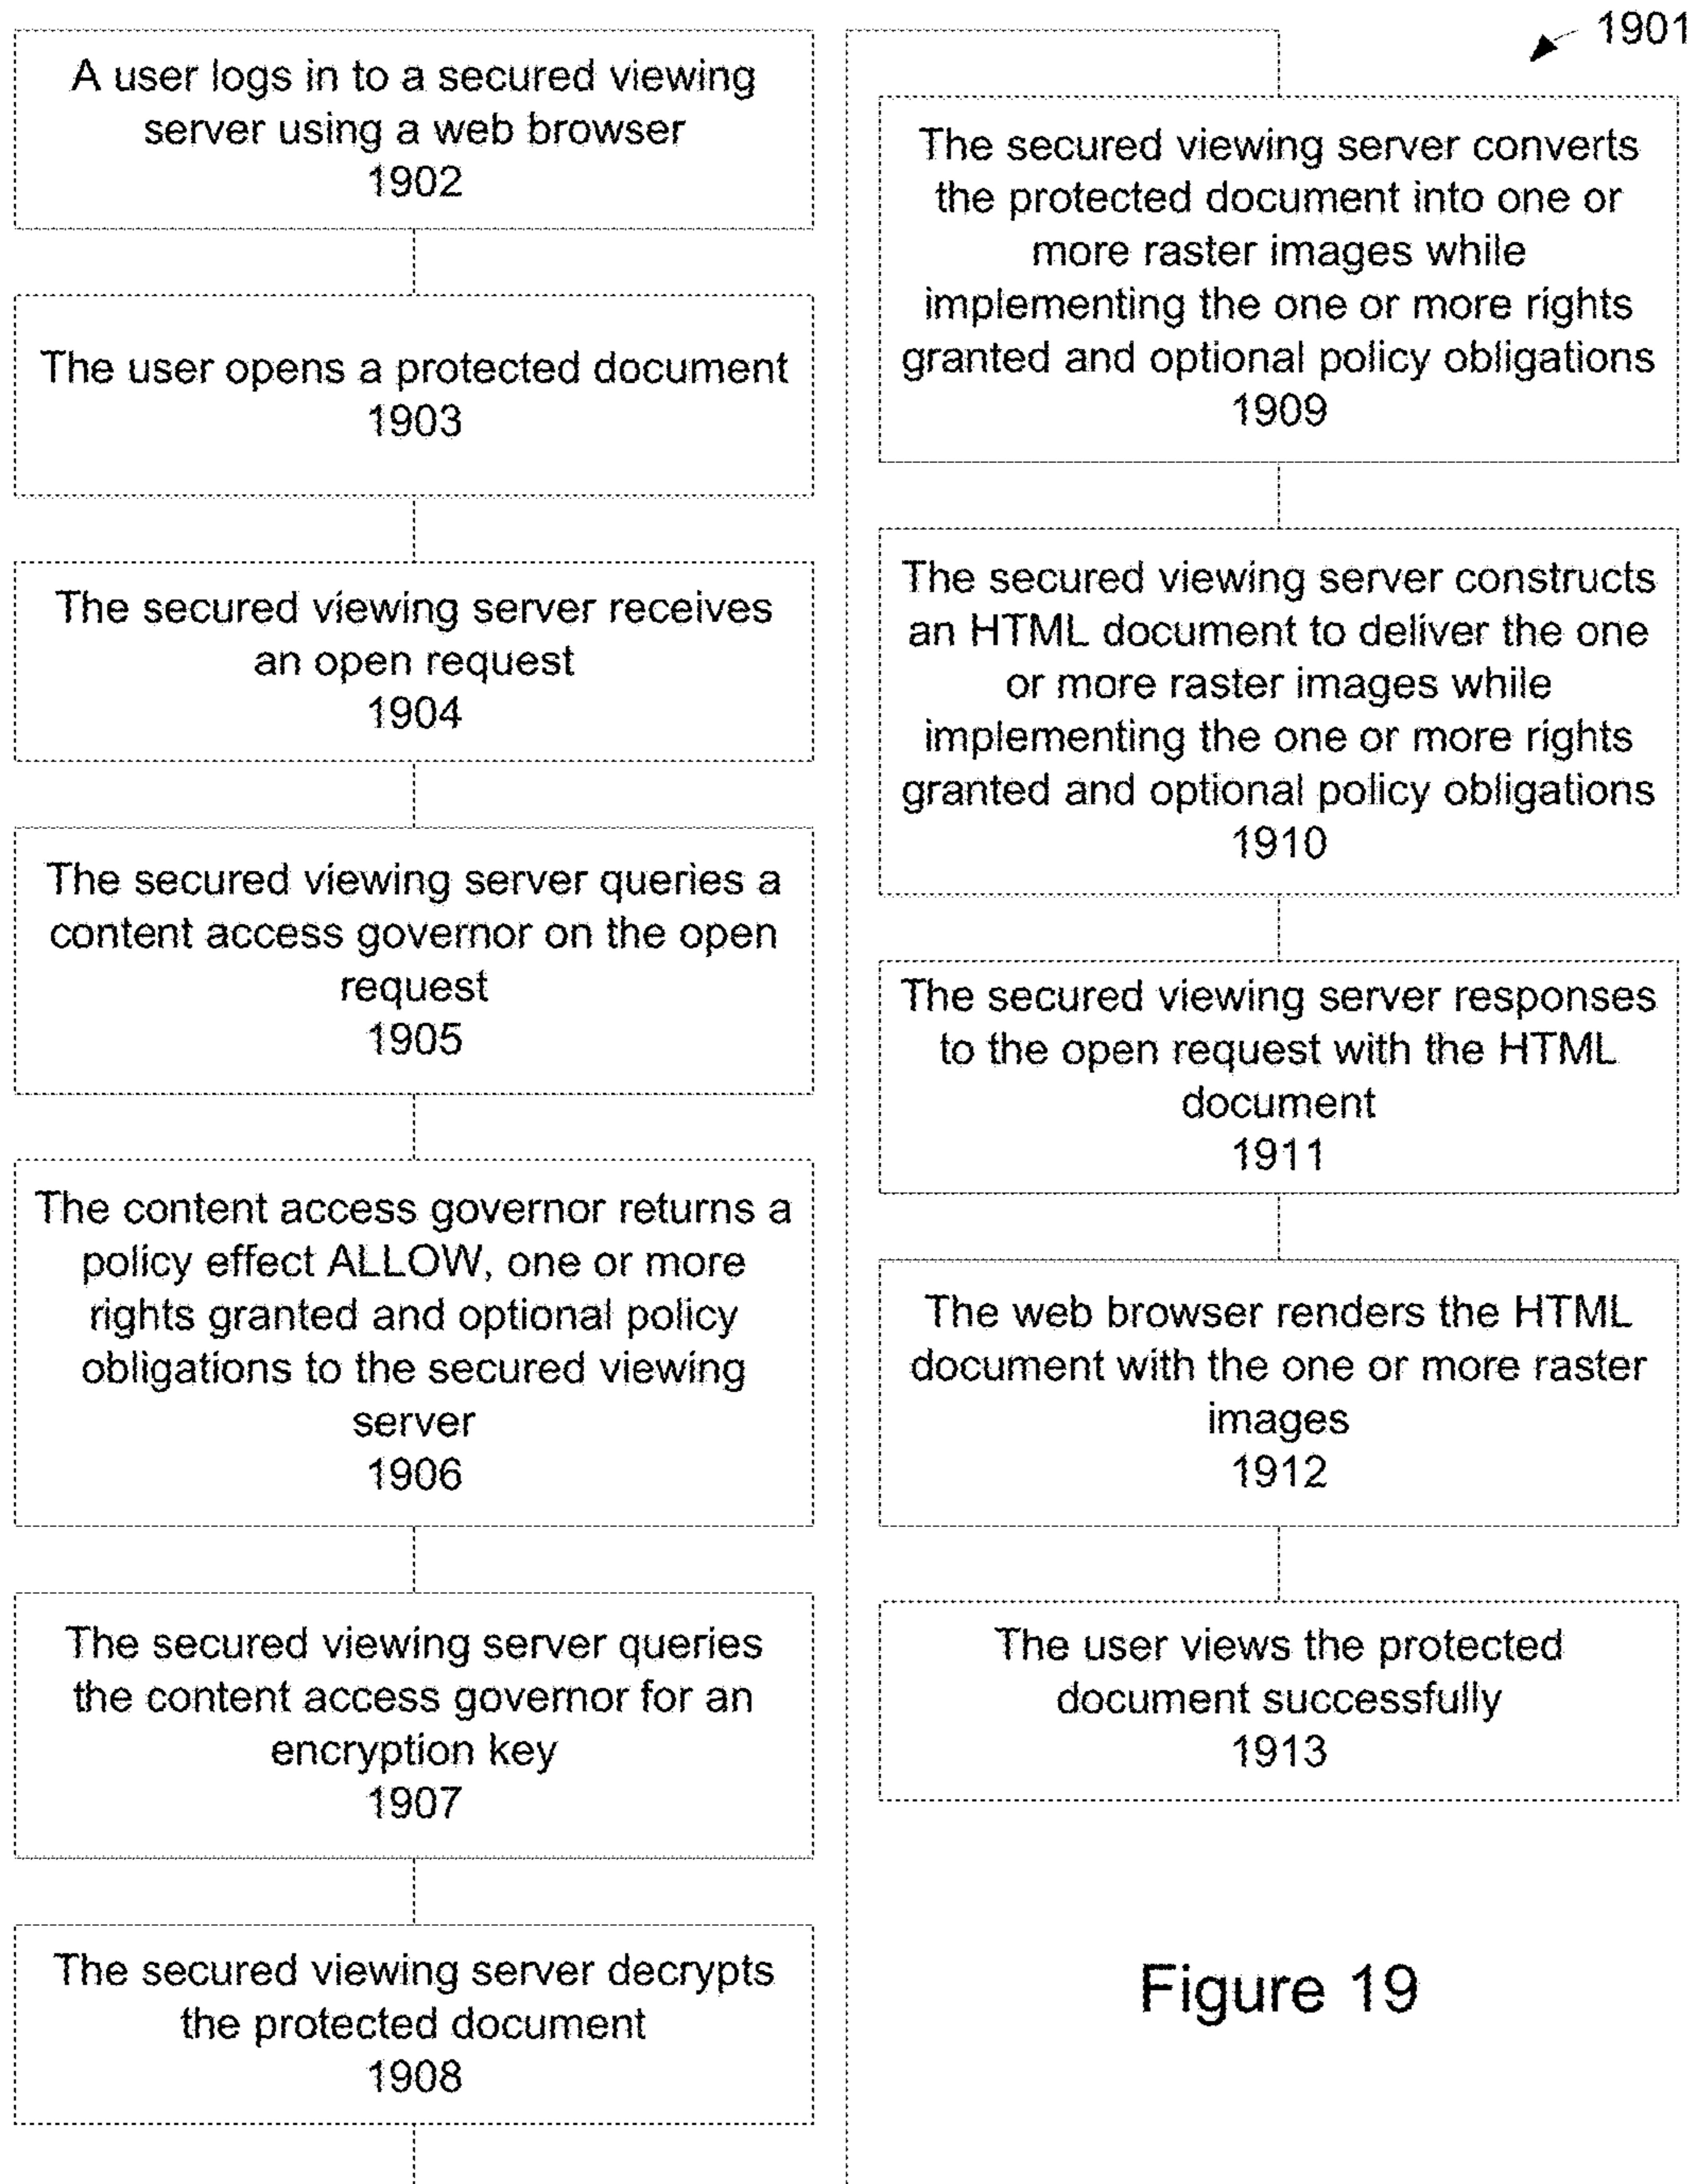 A user logs in to a secured viewing
server using a web browser
1902
The user opens a protected document
1903
The secured viewing server receives
an open request
1904
The secured viewing server queries a
content access governor on the open
request
1905
The content access governor returns a
policy effect ALLOW, one or more
rights granted and optional policy
obligations to the secured viewing
server
1906
The secured viewing server queries
the content access governor for an
encryption key
1907
The secured viewing server decrypts
the protected document
1908
1901
The secured viewing server converts
the protected document into one or
more raster images while
implementing the one or more rights
granted and optional policy obligations
1909
The secured viewing server constructs
an HTML document to deliver the one
or more raster images while
implementing the one or more rights
granted and optional policy obligations
1910
The secured viewing server responses
to the open request with the HTML
document
1911
The web browser renders the HTML
document with the one or more raster
images
1912
The user views the protected
document successfully
1913
Figure 19